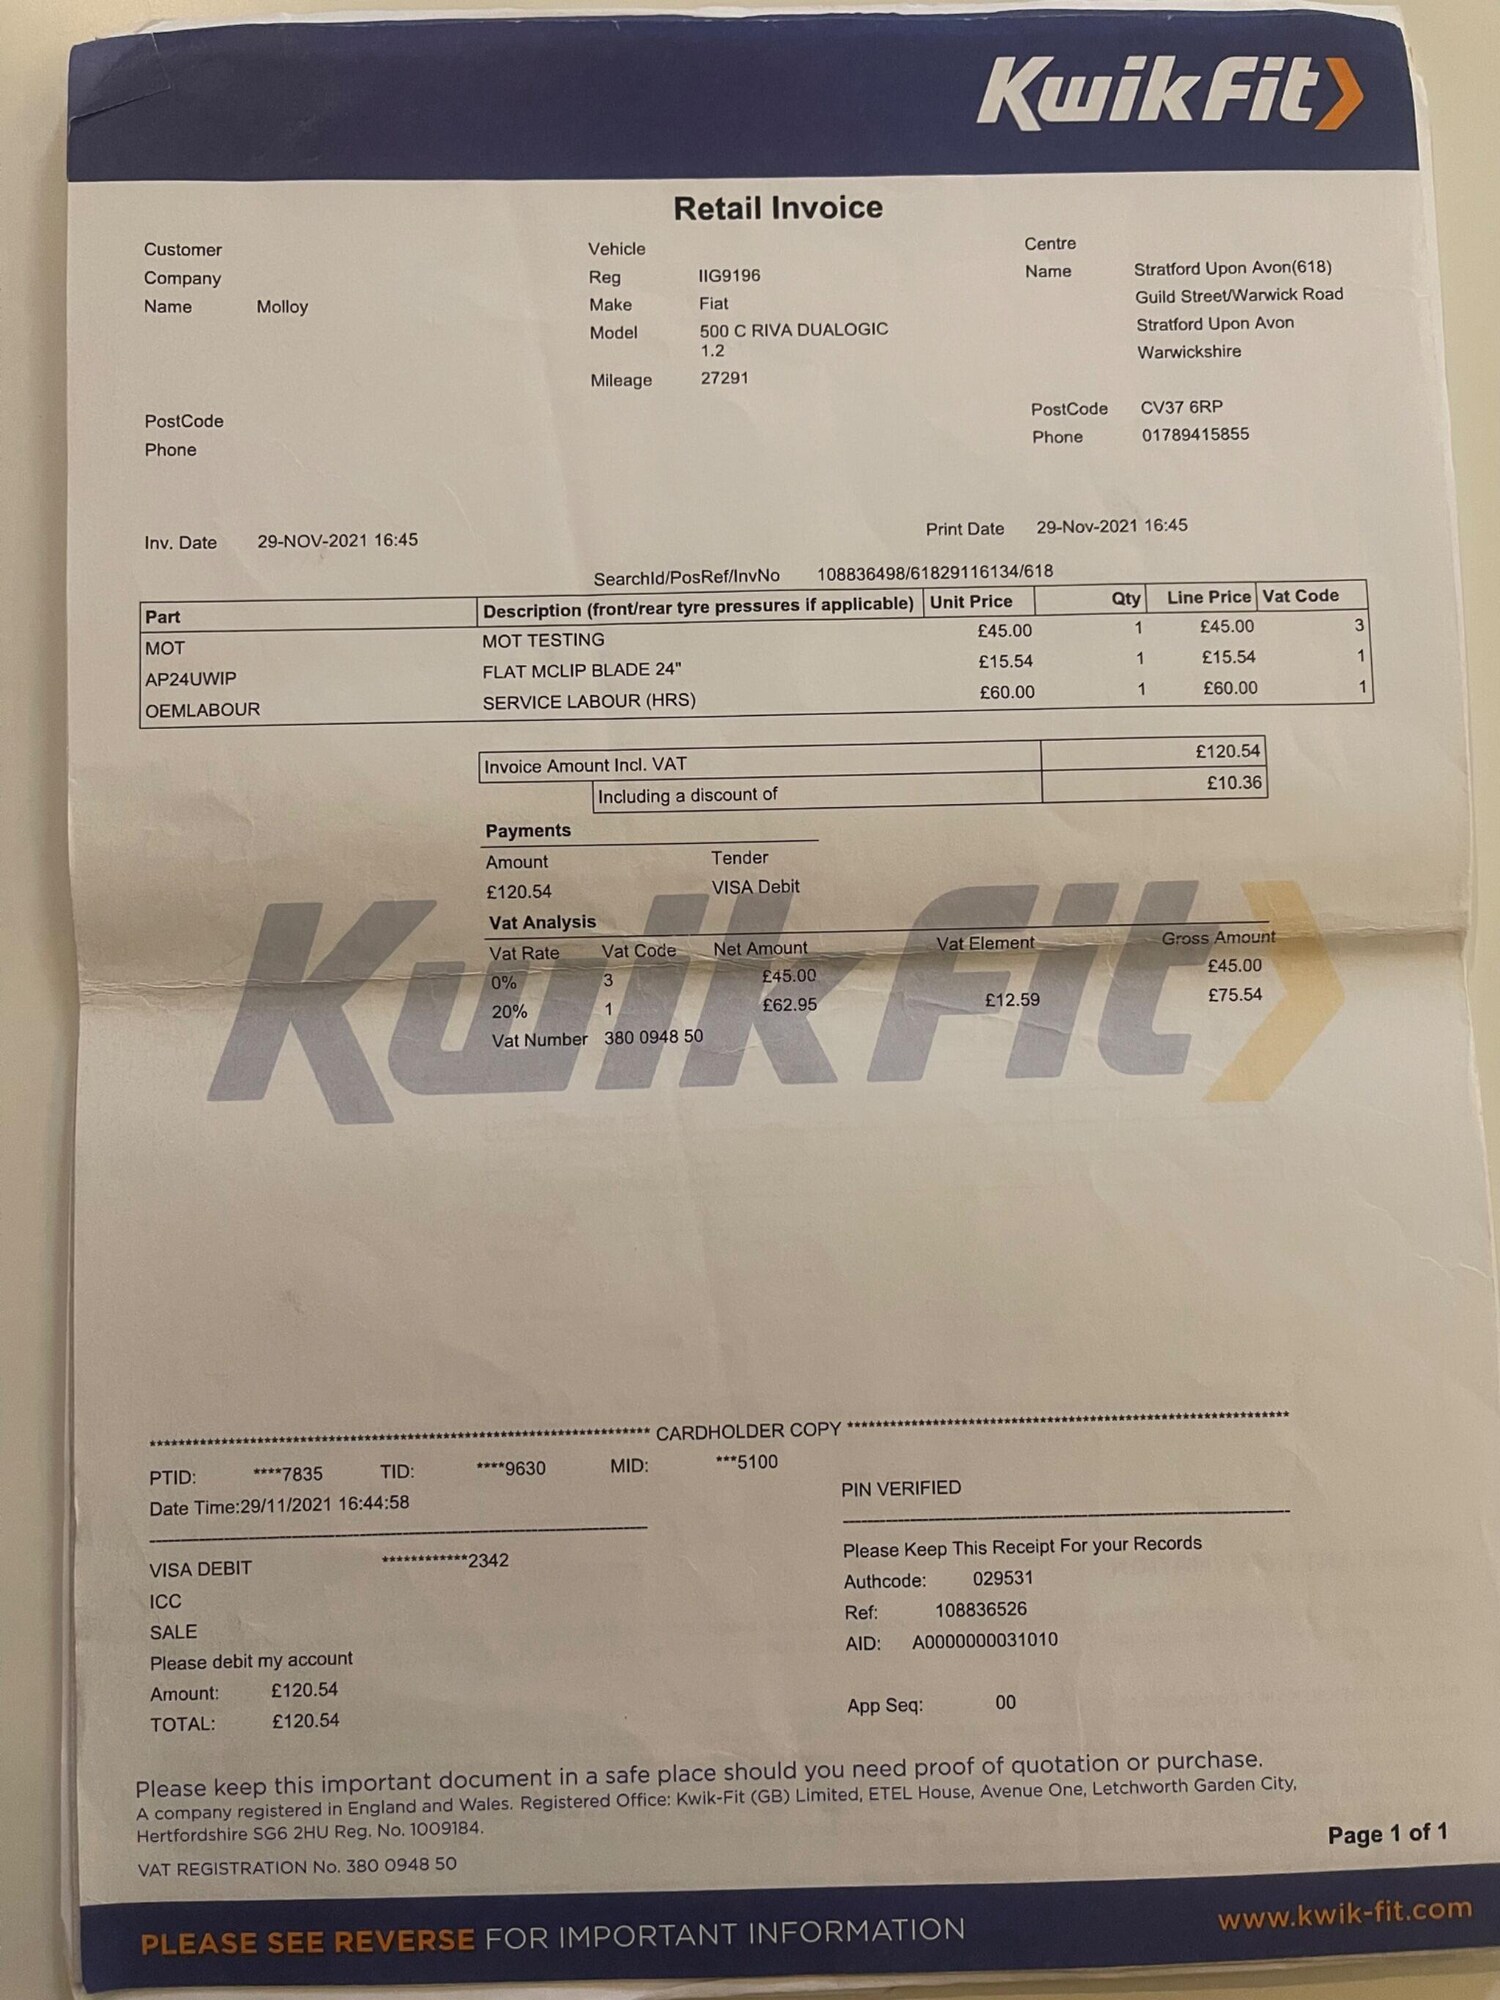 KwikFit
Retail Invoice
Customer
Company
Name Molloy
PostCode
Phone
Vehicle
Reg IIG9196
Make Fiat
Model 500 C RIVA DUALOGIC
1.2
Mileage 27291
Centre
Name Stratford Upon Avon(618)
Guild Street/Warwick Road
Stratford Upon Avon
Warwickshire
PostCode CV37 6RP
Phone 01789415855
Inv. Date 29-NOV-2021 16:45
Print Date 29-Nov-2021 16:45
SearchId/PosRef/InvNo 108836498/61829116134/618
Part Description (front/rear tyre pressures if applicable) Unit Price Qty Line Price Vat Code
MOT MOT TESTING £45.00 1 £45.00 3
AP24UWIP FLAT MCLIP BLADE 24" £15.54 1 £15.54 1
OEMLABOUR SERVICE LABOUR (HRS) £60.00 1 £60.00 1
Invoice Amount Incl. VAT £120.54
Including a discount of £10.36
Payments
Amount Tender
£120.54 VISA Debit
Vat Analysis
Vat Rate Vat Code Net Amount Vat Element Gross Amount
0% 3 £45.00 £45.00
20% 1 £62.95 £12.59 £75.54
Vat Number 380 0948 50
KwikFit
******************************************************************** CARDHOLDER COPY ************************************************************
PTID: ****7835 TID: ****9630 MID: ***5100
Date Time:29/11/2021 16:44:58
VISA DEBIT ************2342
ICC
SALE
Please debit my account
Amount: £120.54
TOTAL: £120.54
PIN VERIFIED
Please Keep This Receipt For your Records
Authcode: 029531
Ref: 108836526
AID: A0000000031010
App Seq: 00
Please keep this important document in a safe place should you need proof of quotation or purchase.
A company registered in England and Wales. Registered Office: Kwik-Fit (GB) Limited, ETEL House, Avenue One, Letchworth Garden City,
Hertfordshire SG6 2HU Reg. No. 1009184.
VAT REGISTRATION No. 380 0948 50
Page 1 of 1
PLEASE SEE REVERSE FOR IMPORTANT INFORMATION
www.kwik-fit.com